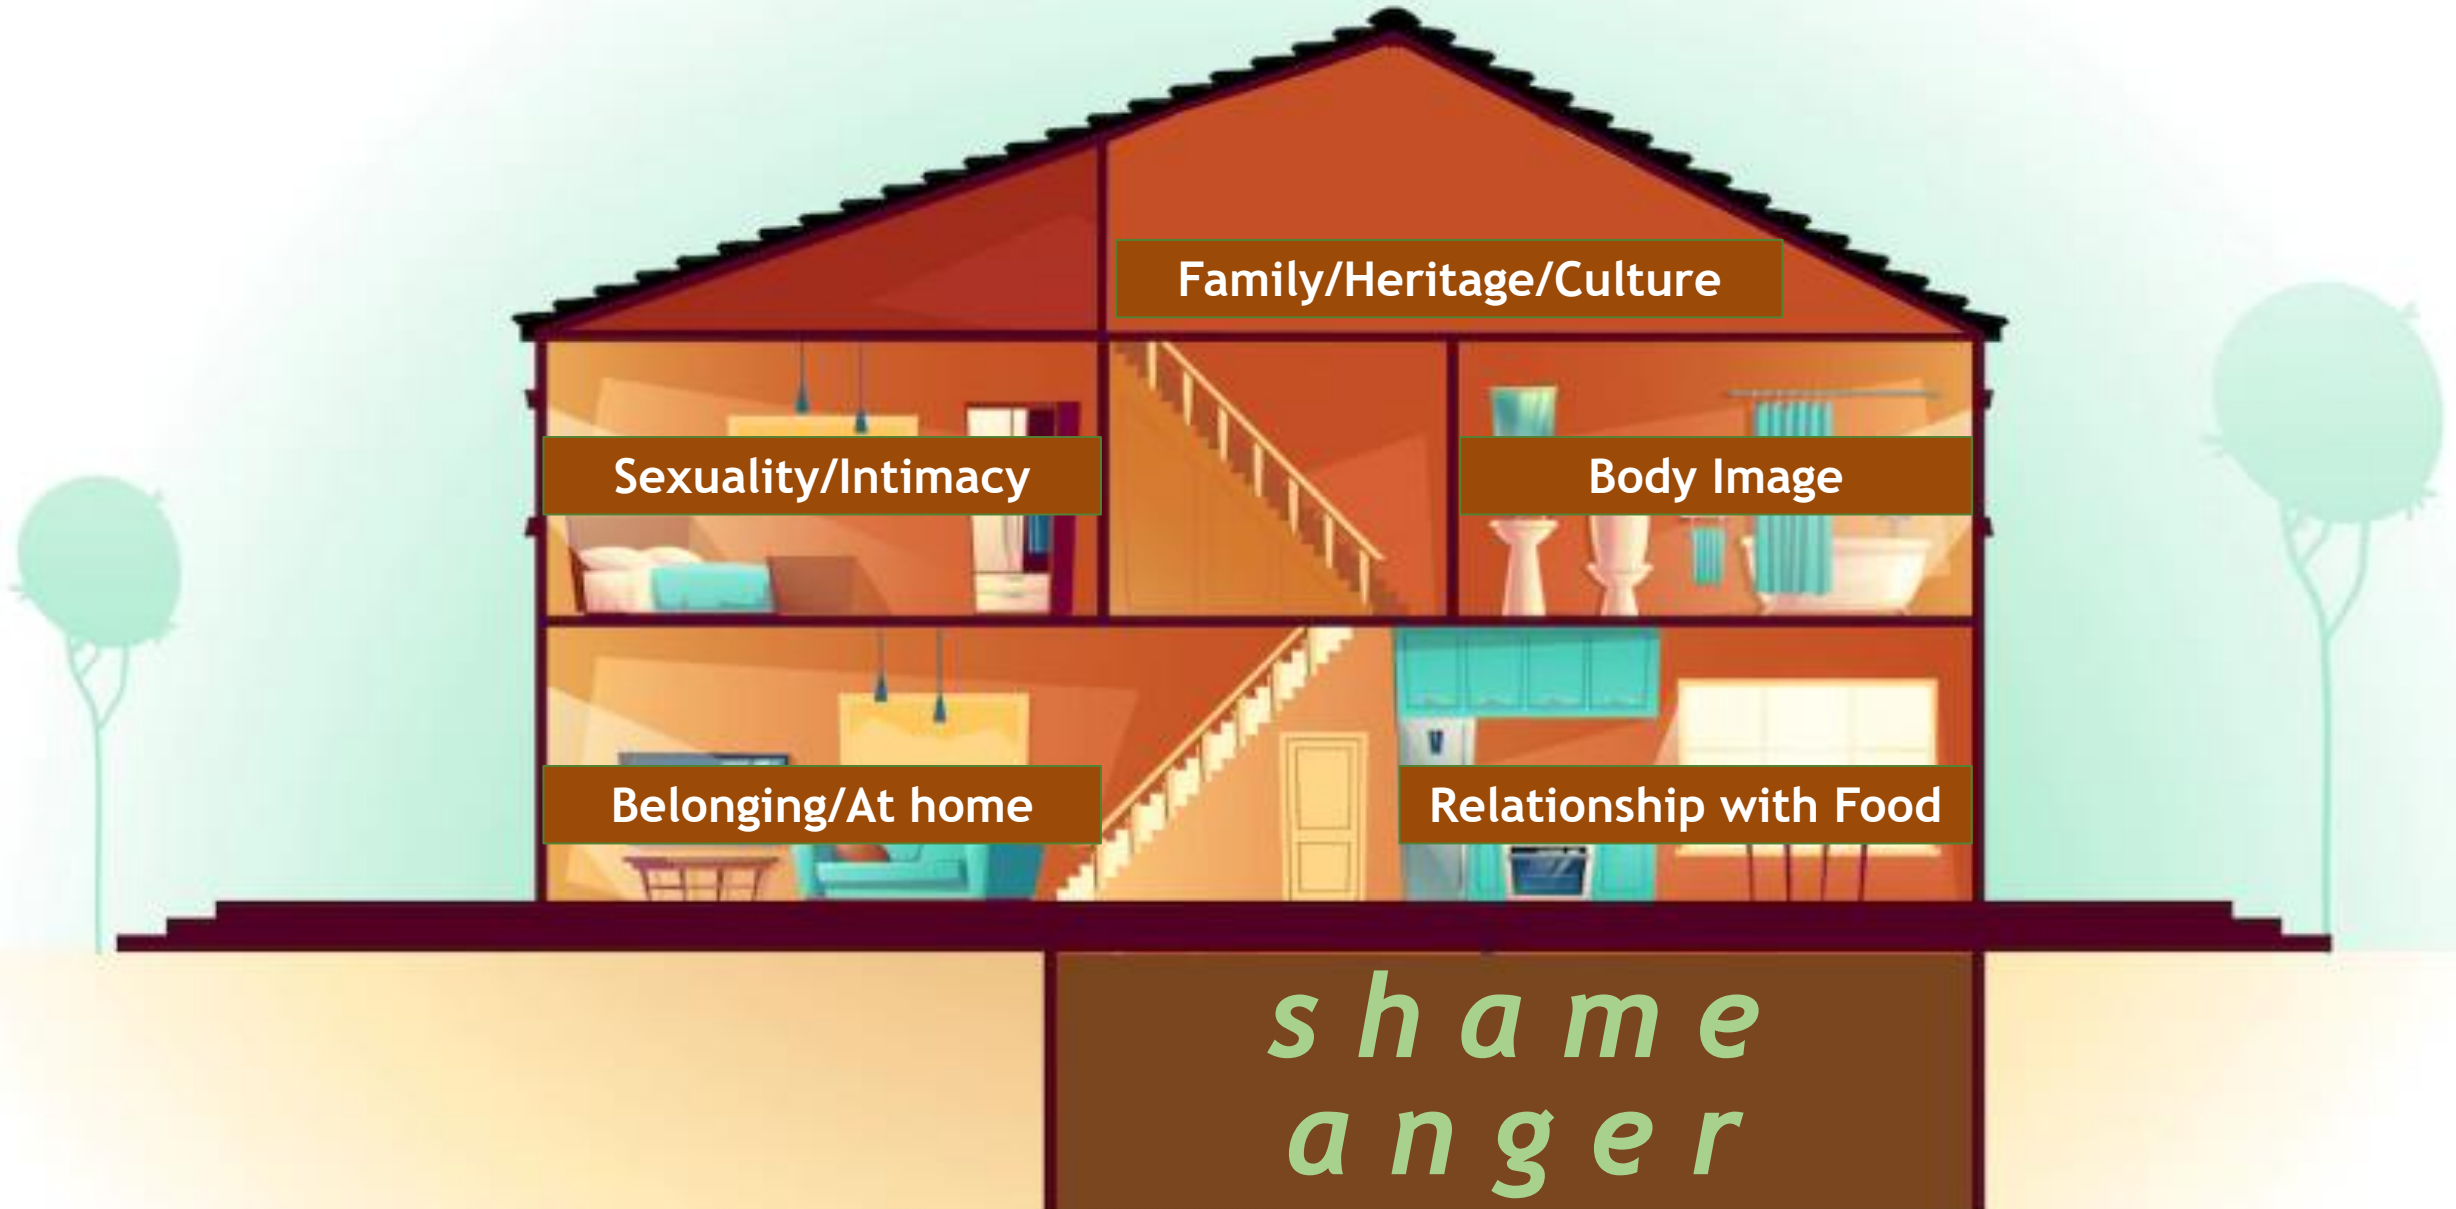 Family/Heritage/Culture
Sexuality/Intimacy
Body Image
Belonging/At home
Relationship with Food
shame
anger